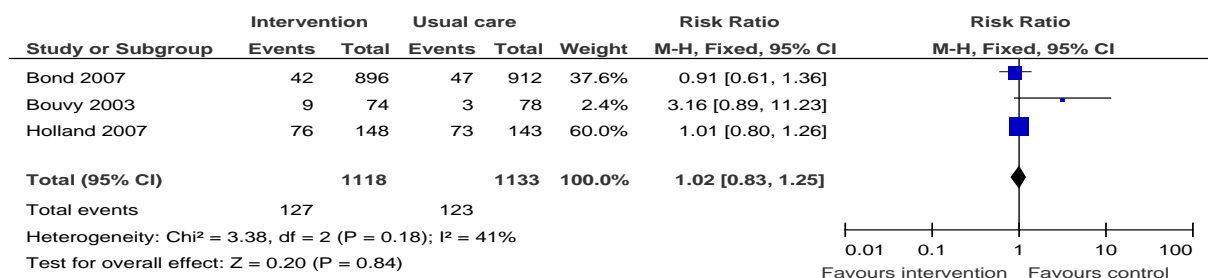 Intervention Usual care Risk Ratio Risk Ratio
Study or Subgroup Events Total Events Total Weight M-H, Fixed, 95% CI M-H, Fixed, 95% CI
Bond 2007 42 896 47 912 37.6% 0.91 [0.61, 1.36]
Bouvy 2003 9 74 3 78 2.4% 3.16 [0.89, 11.23]
Holland 2007 76 148 73 143 60.0% 1.01 [0.80, 1.26]
Total (95% CI) 1118 1133 100.0% 1.02 [0.83, 1.25]
Total events 127 123
Heterogeneity: Chi² = 3.38, df = 2 (P = 0.18); I² = 41%
Test for overall effect: Z = 0.20 (P = 0.84)
0.01 0.1 1 10 100
Favours intervention Favours control